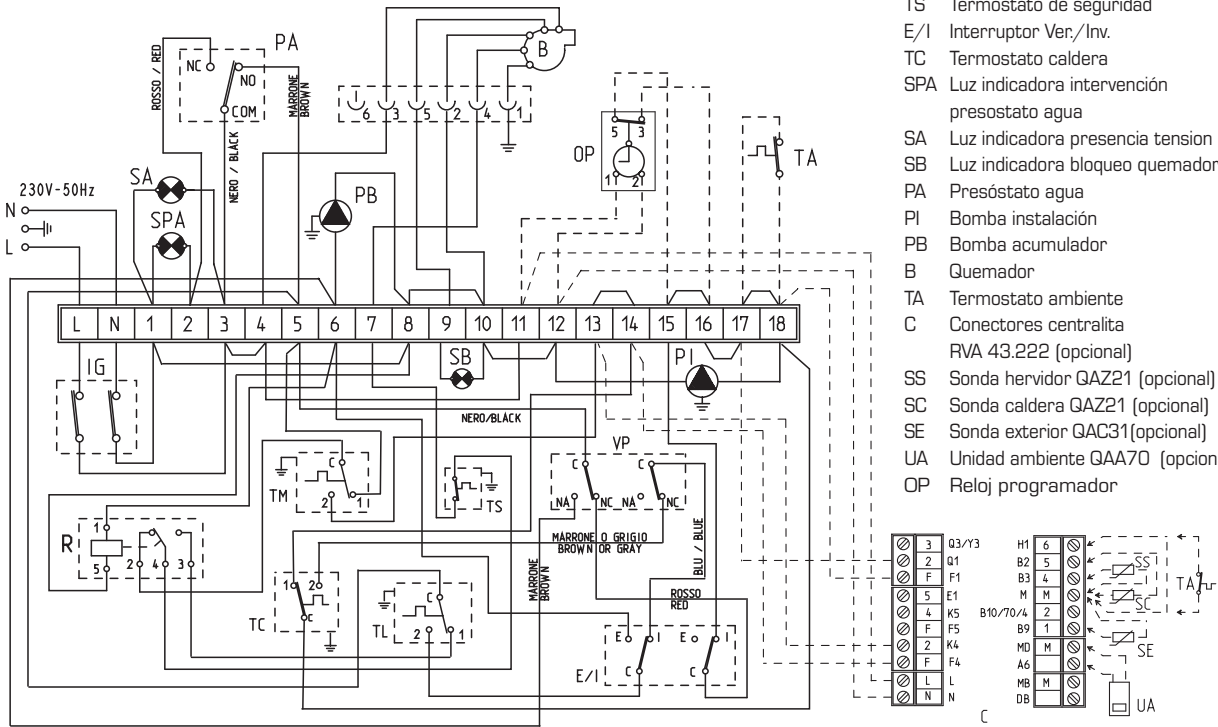 TS Termostato de seguridad
E/I Interruptor Ver./Inv.
TC Termostato caldera
SPA Luz indicadora intervención
presostato agua
SA Luz indicadora presencia tension
SB Luz indicadora bloqueo quemador
PA Presóstato agua
PI Bomba instalación
PB Bomba acumulador
B Quemador
TA Termostato ambiente
C Conectores centralita
RVA 43.222 (opcional)
SS Sonda hervidor QAZ21 (opcional)
SC Sonda caldera QAZ21 (opcional)
SE Sonda exterior QAC31(opcional)
UA Unidad ambiente QAA70 (opcion
OP Reloj programador
230V-50Hz
N
L
SA
SPA
ROSSO / RED
NC
NO
COM
PA
MARRONE
BROWN
NERO / BLACK
PB
B
6 3 5 2 4 1
OP
5 3
1 2
TA
L N 1 2 3 4 5 6 7 8 9 10 11 12 13 14 15 16 17 18
IG
SB
PI
NERO/BLACK
VP
C C
NA NC NA NC
MARRONE O GRIGIO
BROWN OR GRAY
BLU / BLUE
MARRONE
BROWN
ROSSO
RED
TM
C
2 1
TS
R
1
5 2 4 3
TC
1 2
C
TL
C
2 1
E/I
E I E I
C C
3 Q3/Y3
2 Q1
F F1
5 E1
4 K5
F F5
2 K4
F F4
L L
N N
H1 6
B2 5
B3 4
M M
B10/70/4 2
B9 1
MD M
A6
MB M
DB
C
SS
SC
TA
SE
UA